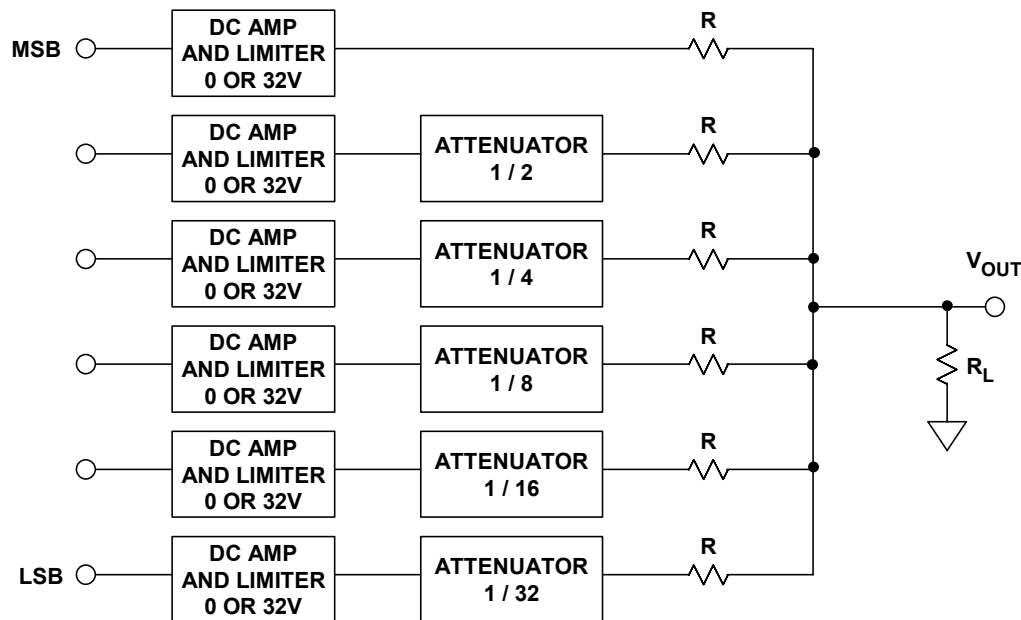 MSB
DC AMP
AND LIMITER
0 OR 32V
R
DC AMP
AND LIMITER
0 OR 32V
ATTENUATOR
1 / 2
R
DC AMP
AND LIMITER
0 OR 32V
ATTENUATOR
1 / 4
R
VOUT
DC AMP
AND LIMITER
0 OR 32V
ATTENUATOR
1 / 8
R
RL
DC AMP
AND LIMITER
0 OR 32V
ATTENUATOR
1 / 16
R
LSB
DC AMP
AND LIMITER
0 OR 32V
ATTENUATOR
1 / 32
R